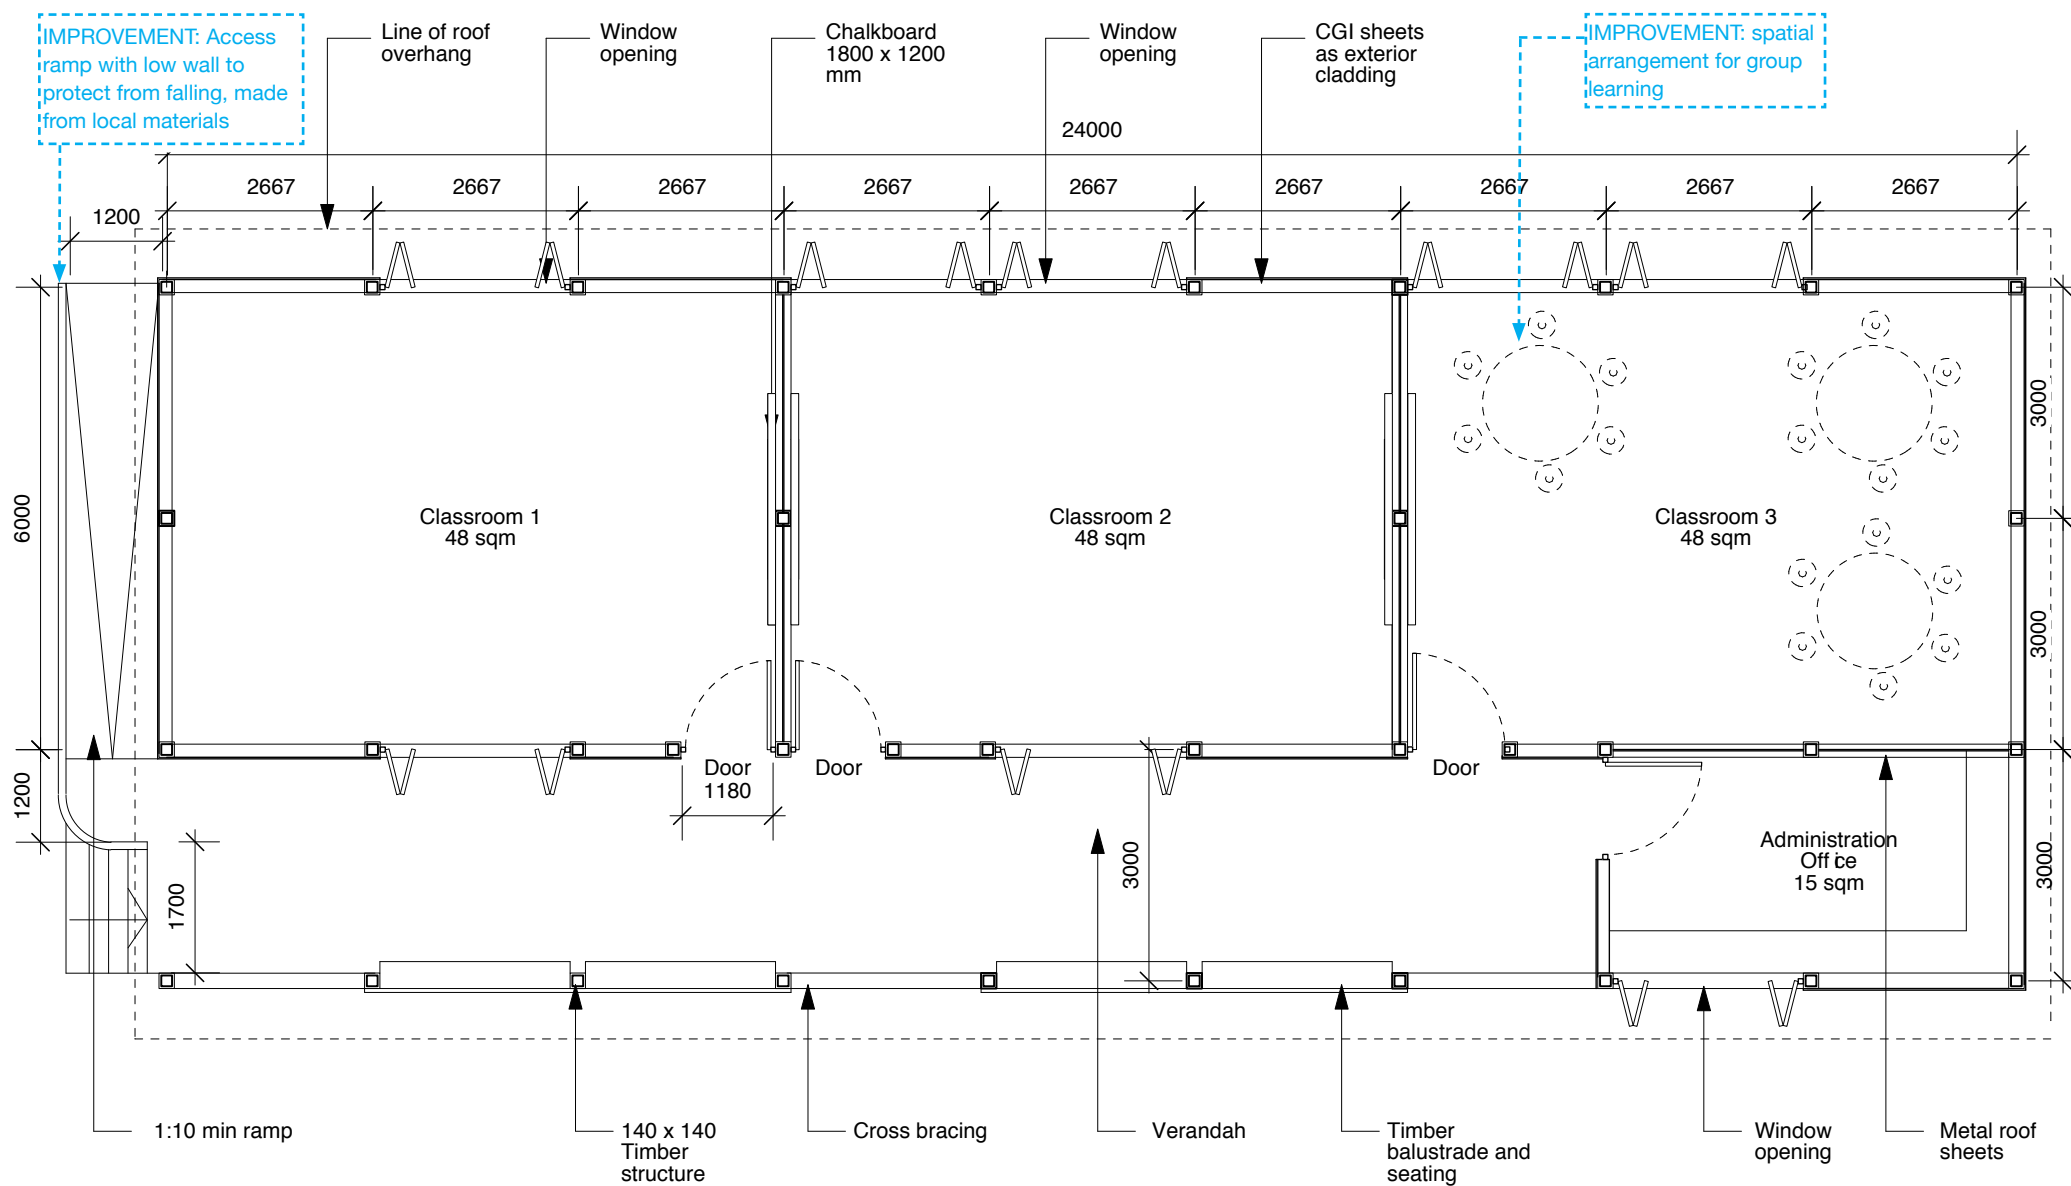 IMPROVEMENT: Access
ramp with low wall to
protect from falling, made
from local materials
Line of roof
overhang
Window
opening
Chalkboard
1800 x 1200
mm
Window
opening
CGI sheets
as exterior
cladding
IMPROVEMENT: spatial
arrangement for group
learning
24000
2667
2667
2667
2667
2667
2667
2667
2667
2667
1200
6000
1200
1700
Classroom 1
48 sqm
Classroom 2
48 sqm
Classroom 3
48 sqm
3000
3000
3000
Door
1180
Door
Door
3000
Administration
Office
15 sqm
1:10 min ramp
140 x 140
Timber
structure
Cross bracing
Verandah
Timber
balustrade and
seating
Window
opening
Metal roof
sheets